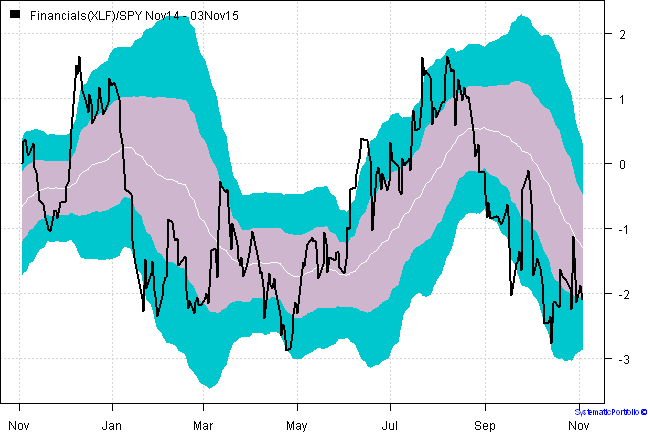 Financials(XLF)/SPY Nov14 - 03Nov15
2
1
0
-1
-2
-3
Nov Jan Mar May Jul Sep Nov
SystematicPortfolio ©